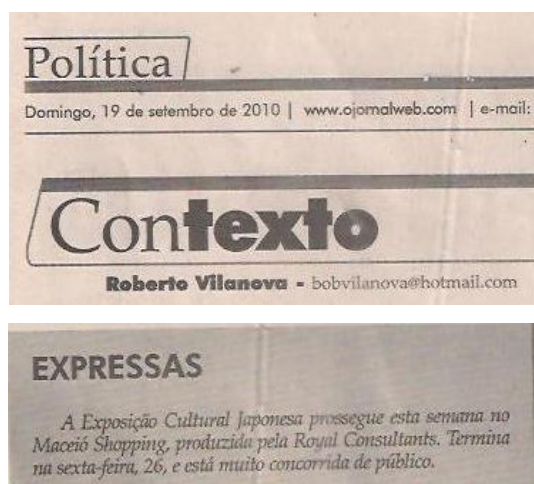 Política
Domingo, 19 de setembro de 2010 | www.ojornalweb.com | e-mail:
Contexto
Roberto Vilanova - bobvilanova@hotmail.com
EXPRESSAS
A Exposição Cultural Japonesa prossegue esta semana no
Maceió Shopping, produzida pela Royal Consultants. Termina
na sexta-feira, 26, e está muito concorrida de público.